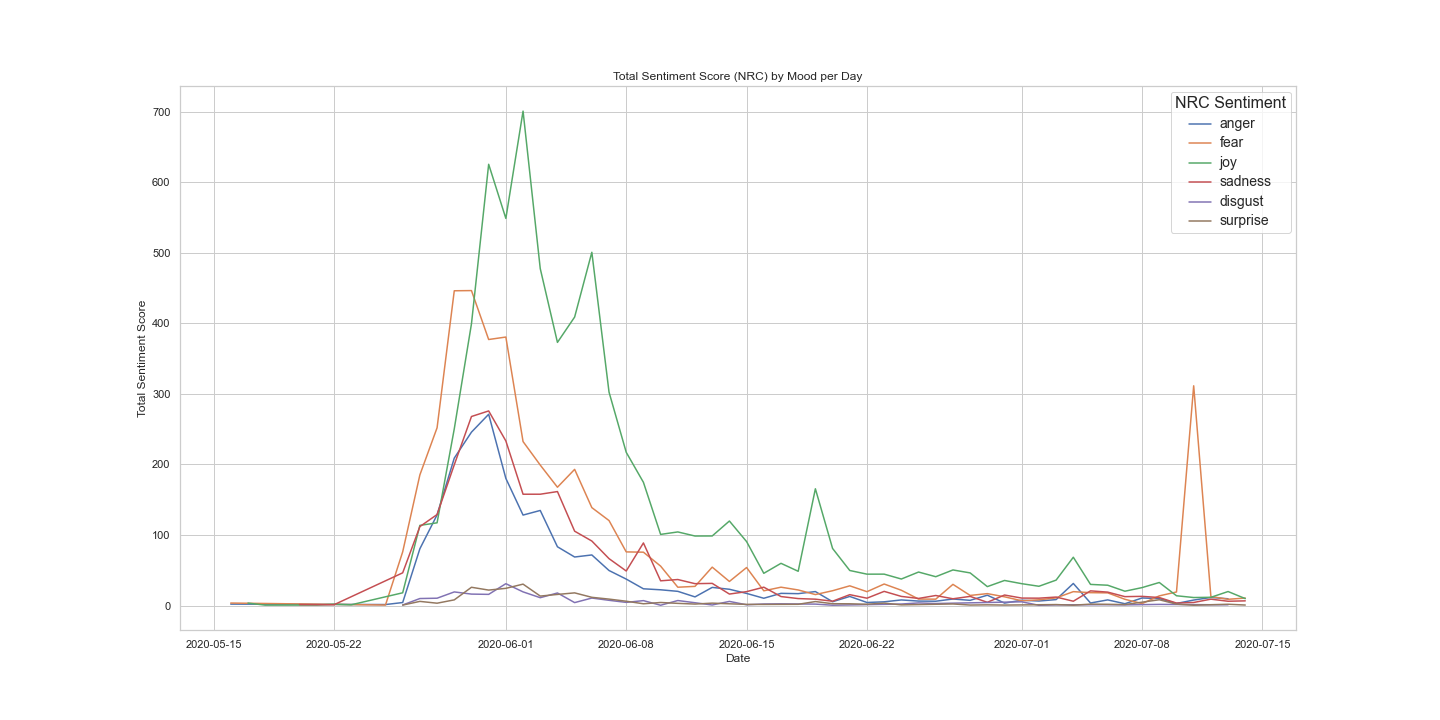 Total Sentiment Score (NRC) by Mood per Day
NRC Sentiment
anger
fear
joy
sadness
disgust
surprise
Total Sentiment Score
700
600
500
400
300
200
100
0
2020-05-15 2020-05-22 2020-06-01 2020-06-08 2020-06-15 2020-06-22 2020-07-01 2020-07-08 2020-07-15
Date